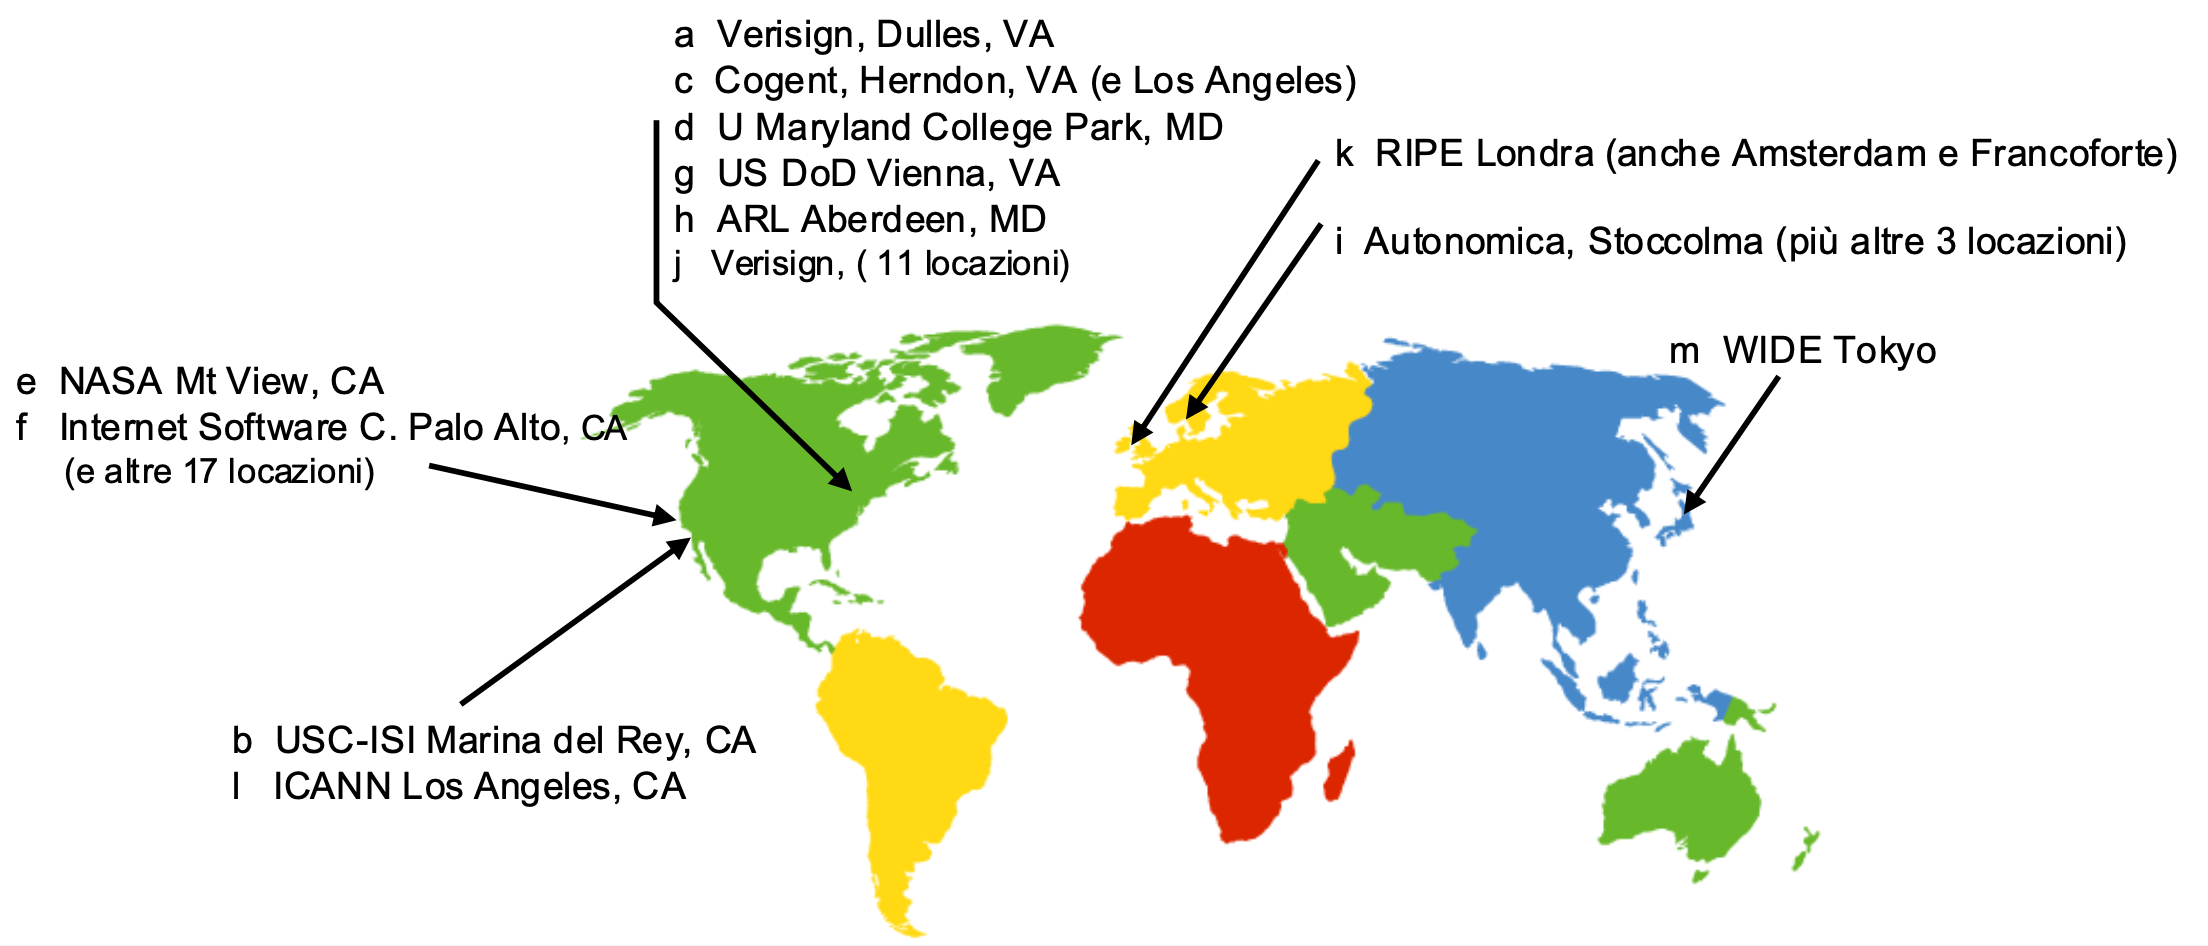 a Verisign, Dulles, VA
c Cogent, Herndon, VA (e Los Angeles)
d U Maryland College Park, MD
g US DoD Vienna, VA
h ARL Aberdeen, MD
j Verisign, ( 11 locazioni)
k RIPE Londra (anche Amsterdam e Francoforte)
i Autonomica, Stoccolma (più altre 3 locazioni)
m WIDE Tokyo
e NASA Mt View, CA
f Internet Software C. Palo Alto, CA
(e altre 17 locazioni)
b USC-ISI Marina del Rey, CA
l ICANN Los Angeles, CA